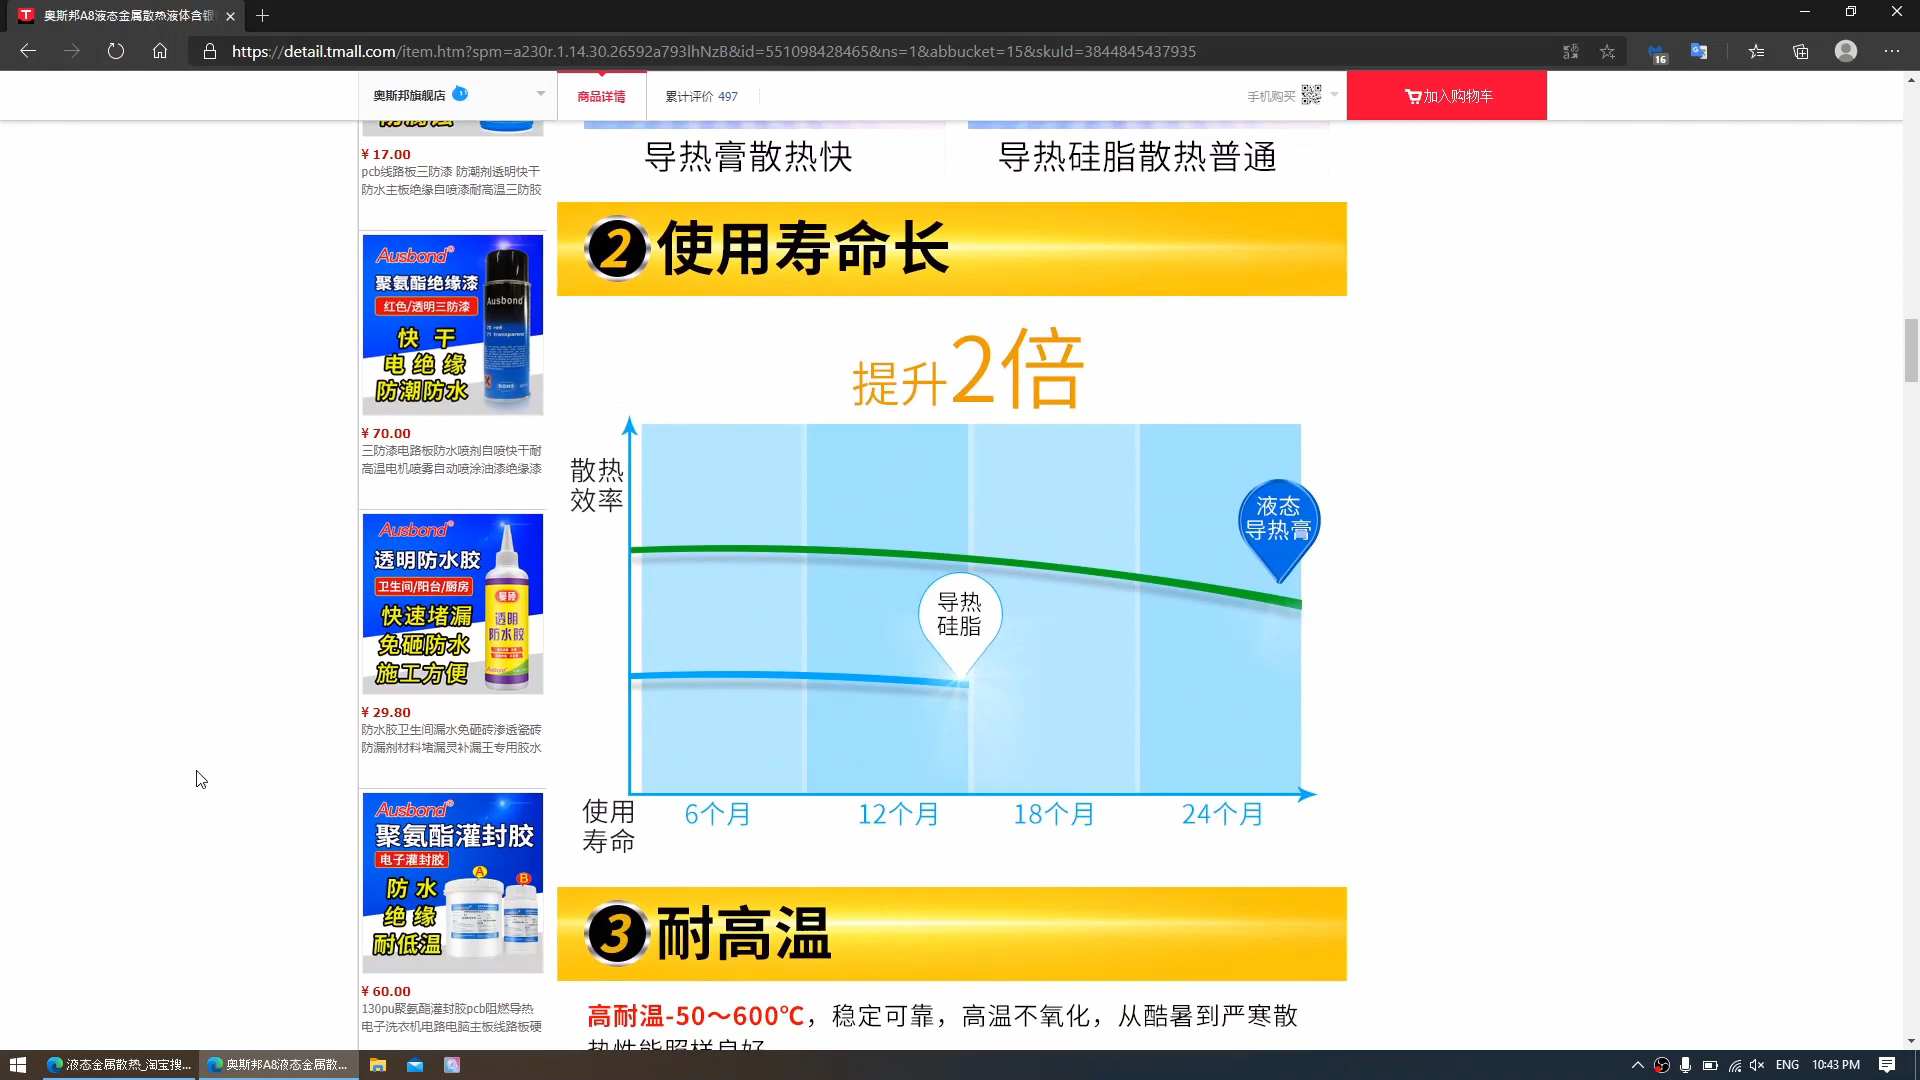 奥斯邦A8液态金属散热液体含银
https://detail.tmall.com/item.htm?spm=a230r.1.14.30.26592a793lhNzB&id=551098428465&ns=1&abbucket=15&skuId=3844845437935
16
奥斯邦旗舰店
商品详情
累计评价 497
手机购买
加入购物车
¥ 17.00
pcb线路板三防漆 防潮剂透明快干
防水主板绝缘自喷漆耐高温三防胶
Ausbond®
聚氨酯绝缘漆
红色/透明三防漆
快干
电绝缘
防潮防水
Ausbond
¥ 70.00
三防漆电路板防水喷剂自喷快干耐
高温电机喷雾自动喷涂油漆绝缘漆
Ausbond®
透明防水胶
卫生间/阳台/厨房
快速堵漏
免砸防水
施工方便
透明
防水胶
¥ 29.80
防水胶卫生间漏水免砸砖渗透瓷砖
防漏剂材料堵漏灵补漏王专用胶水
Ausbond®
聚氨酯灌封胶
电子灌封胶
防水
绝缘
耐低温
A
B
¥ 60.00
130pu聚氨酯灌封胶pcb阻燃导热
电子洗衣机电路电脑主板线路板硬
导热膏散热快
导热硅脂散热普通
2 使用寿命长
提升2倍
散热
效率
液态
导热膏
导热
硅脂
使用
寿命
6个月
12个月
18个月
24个月
3 耐高温
高耐温-50～600℃，稳定可靠，高温不氧化，从酷暑到严寒散
热性能照样良好
液态金属散热_淘宝搜...
奥斯邦A8液态金属散...
ENG
10:43 PM